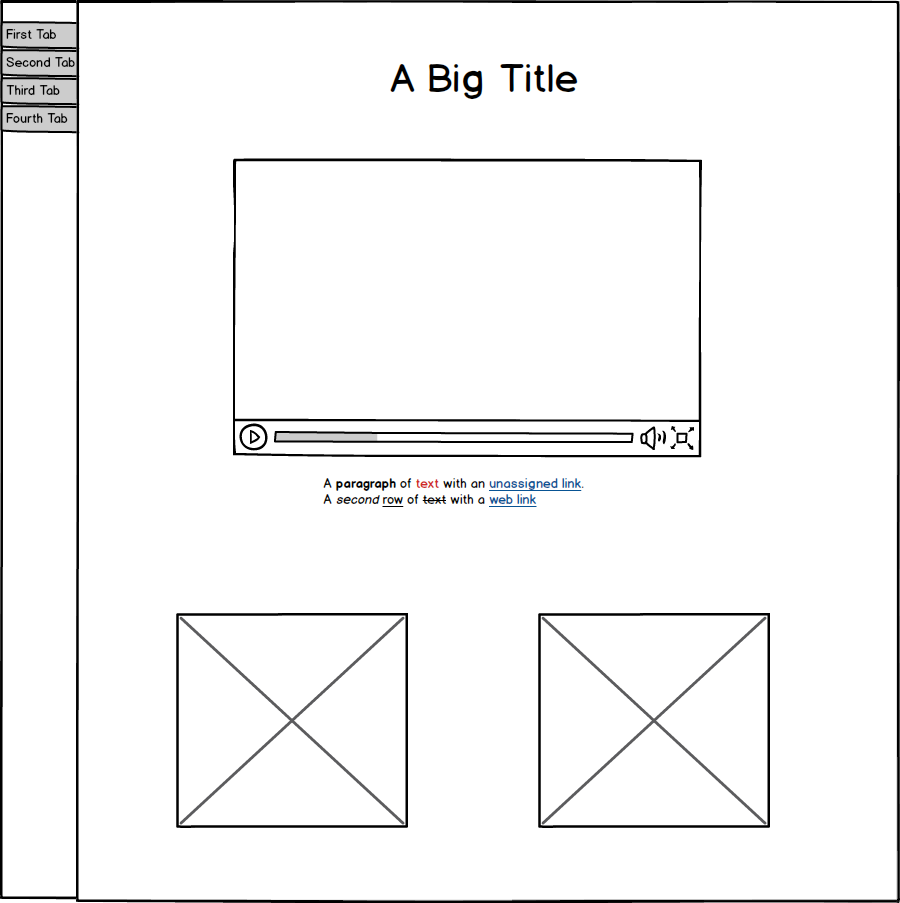 First Tab
Second Tab
Third Tab
Fourth Tab
A Big Title
A paragraph of text with an unassigned link.
A second row of text with a web link